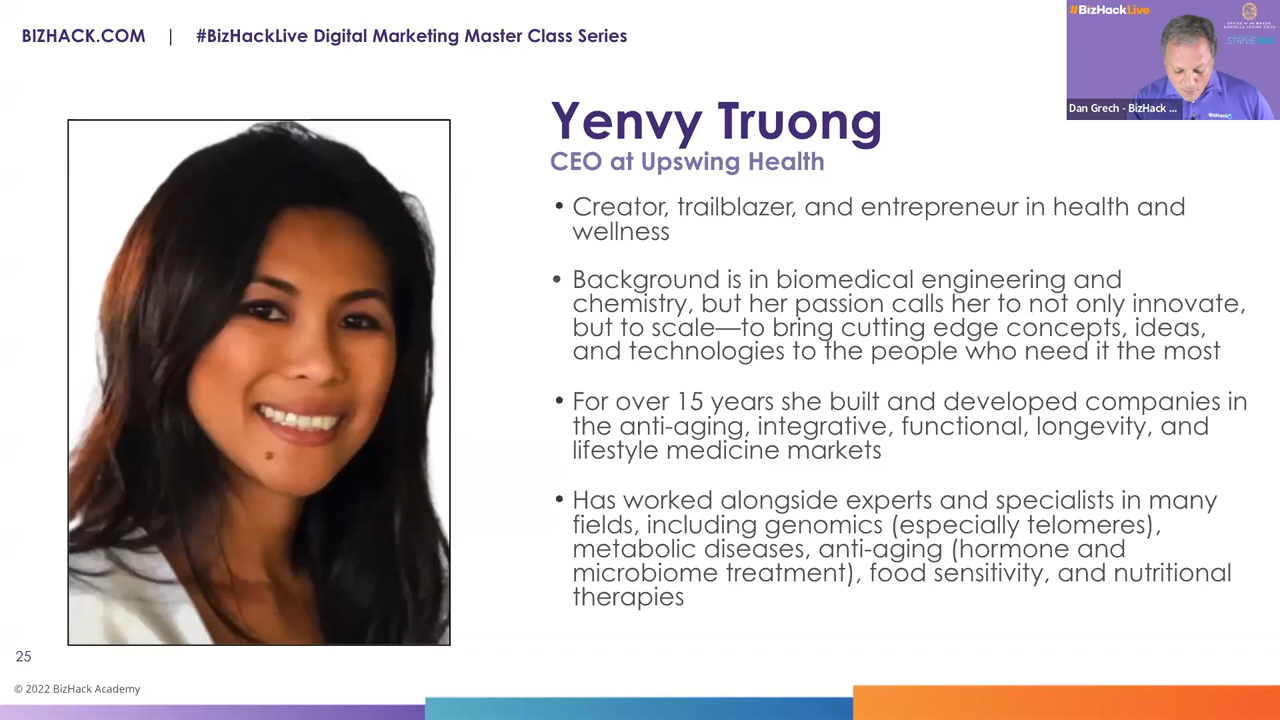 BIZHACK.COM | #BizHackLive Digital Marketing Master Class Series
#BizHackLive
STRIVE
Dan Grech - BizHack ...
BizHack
Yenvy Truong
CEO at Upswing Health
• Creator, trailblazer, and entrepreneur in health and
wellness
• Background is in biomedical engineering and
chemistry, but her passion calls her to not only innovate,
but to scale—to bring cutting edge concepts, ideas,
and technologies to the people who need it the most
• For over 15 years she built and developed companies in
the anti-aging, integrative, functional, longevity, and
lifestyle medicine markets
• Has worked alongside experts and specialists in many
fields, including genomics (especially telomeres),
metabolic diseases, anti-aging (hormone and
microbiome treatment), food sensitivity, and nutritional
therapies
25
© 2022 BizHack Academy